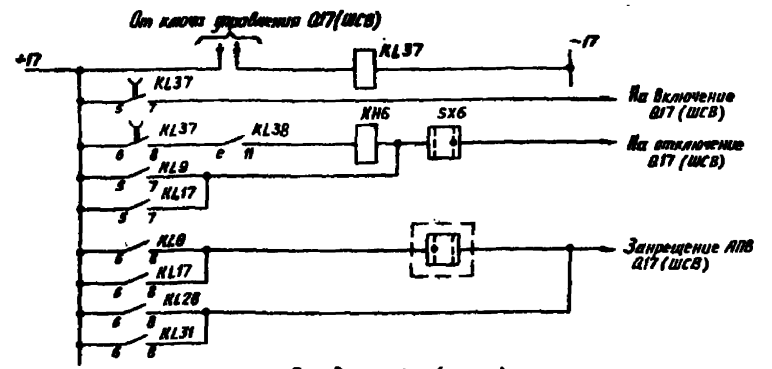 От ключа управления Q17(ШСВ)
+17
KL37
-17
KL37
5 7
На включение
Q17(ШСВ)
KL37
6 8
KL38
11
KH6
SX6
На отключение
Q17(ШСВ)
KL9
5 7
KL17
5 7
KL8
6 8
Запрещение АПВ
Q17(ШСВ)
KL17
6 8
KL28
6 8
KL31
6 8